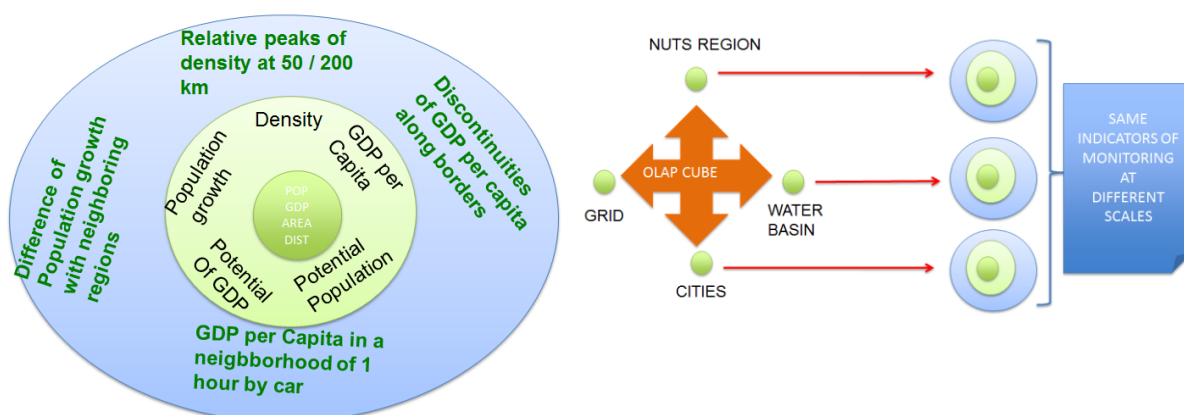 Relative peaks of
density at 50 / 200
km
Discontinuities
of GDP per capita
along borders
Difference of
Population growth
with neighboring
regions
GDP per Capita in a
neigbborhood of 1
hour by car
Density
GDP per
Capita
Population
growth
Potential
Of GDP
Potential
Population
POP
GDP
AREA
DIST
NUTS REGION
OLAP CUBE
GRID
WATER
BASIN
CITIES
SAME
INDICATORS OF
MONITORING
AT
DIFFERENT
SCALES